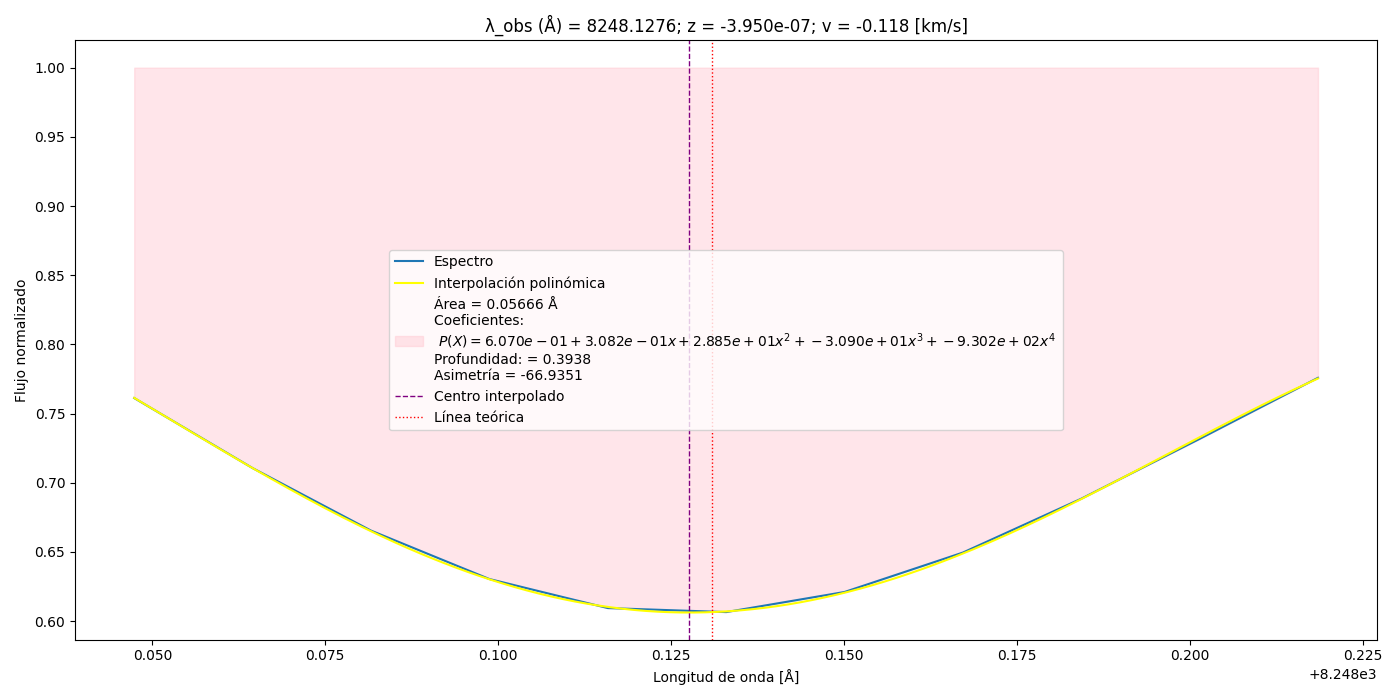 λ_obs (Å) = 8248.1276; z = -3.950e-07; v = -0.118 [km/s]
Flujo normalizado
1.00
0.95
0.90
0.85
0.80
0.75
0.70
0.65
0.60
Espectro
Interpolación polinómica
Área = 0.05666 Å
Coeficientes:
P(X) = 6.070e − 01 + 3.082e − 01x + 2.885e + 01x² + −3.090e + 01x³ + −9.302e + 02x⁴
Profundidad: = 0.3938
Asimetría = -66.9351
Centro interpolado
Línea teórica
0.050 0.075 0.100 0.125 0.150 0.175 0.200 0.225
+8.248e3
Longitud de onda [Å]